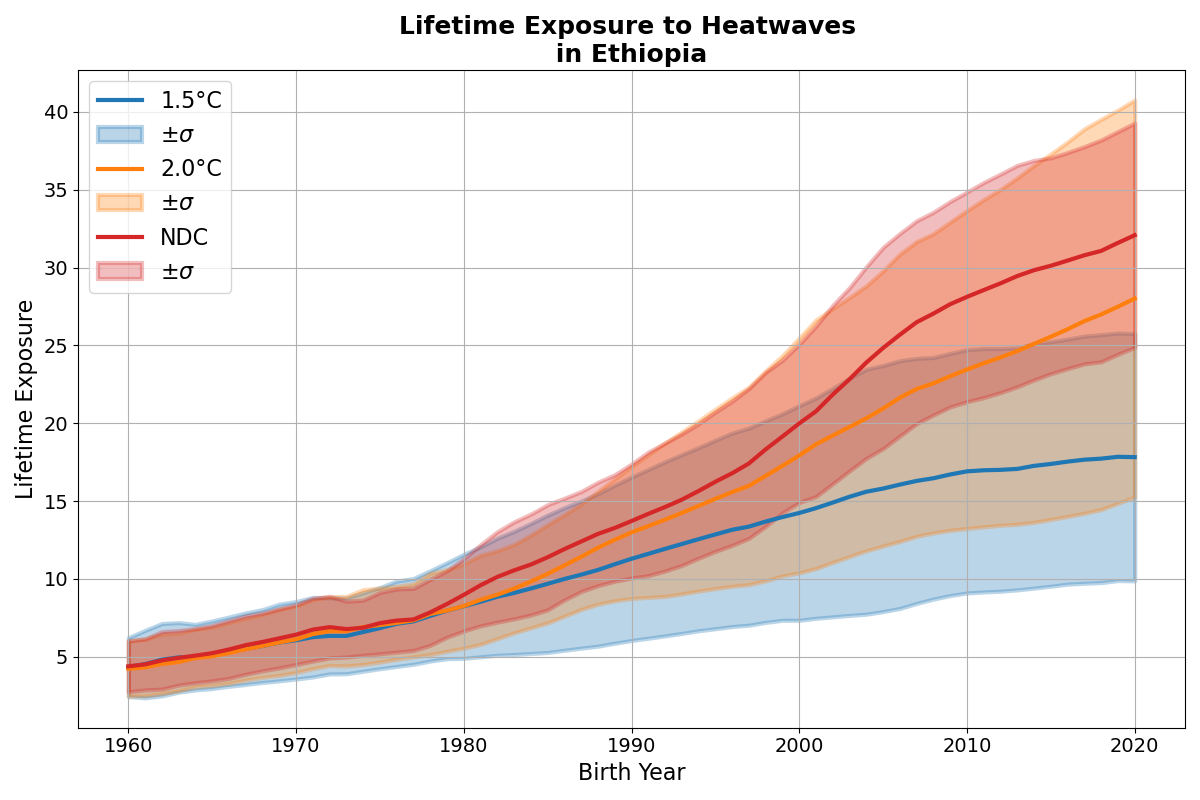 Lifetime Exposure to Heatwaves
in Ethiopia
1.5°C
±σ
2.0°C
±σ
NDC
±σ
Lifetime Exposure
40
35
30
25
20
15
10
5
1960 1970 1980 1990 2000 2010 2020
Birth Year